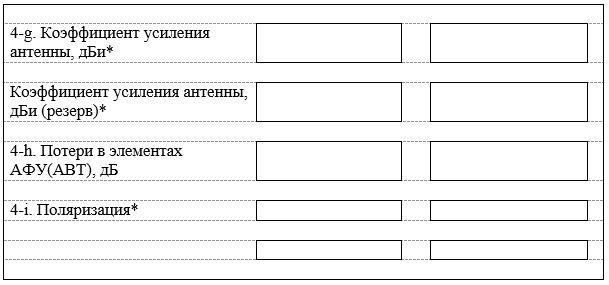 4-g. Коэффициент усиления
антенны, дБи*
Коэффициент усиления антенны,
дБи (резерв)*
4-h. Потери в элементах
АФУ(АВТ), дБ
4-i. Поляризация*